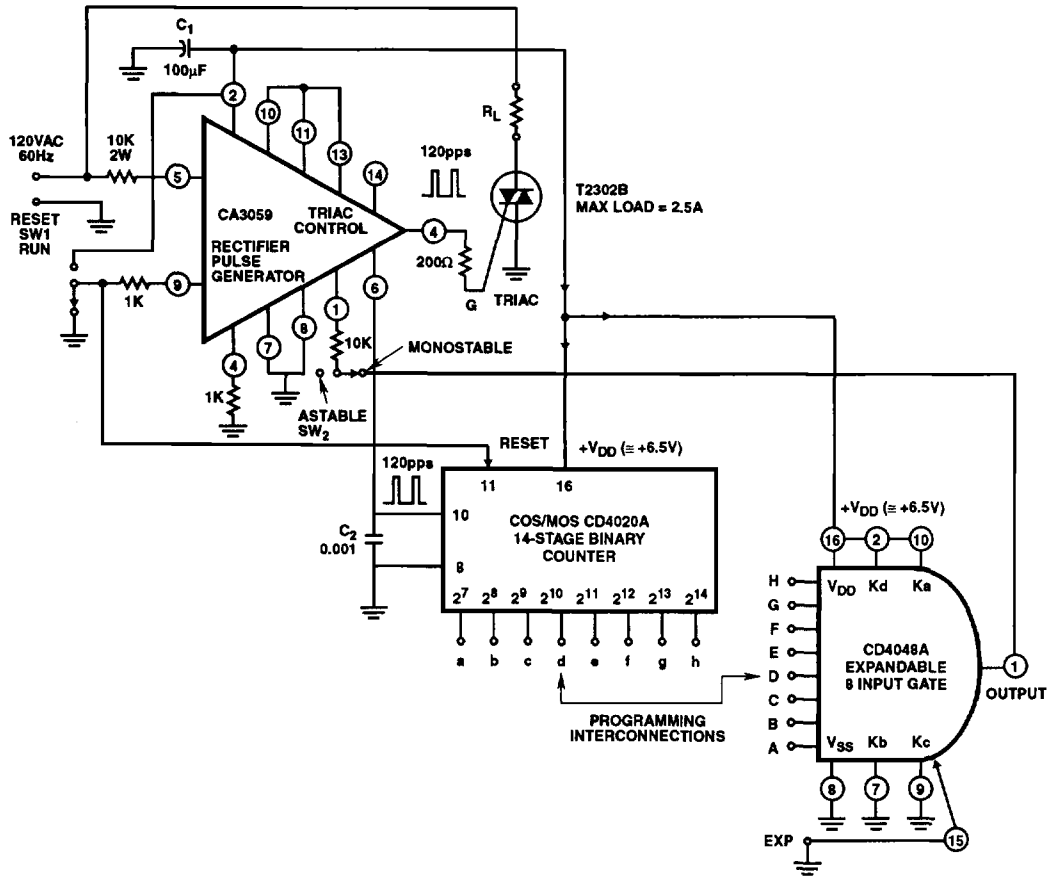 C1
100μF
2
10
11
13
14
120VAC
60Hz
10K
2W
5
RESET
SW1
RUN
1K
9
CA3059
TRIAC
CONTROL
RECTIFIER
PULSE
GENERATOR
120pps
4
200Ω
G
TRIAC
RL
T2302B
MAX LOAD = 2.5A
6
1
8
7
4
1K
10K
MONOSTABLE
ASTABLE
SW2
RESET
+VDD (≅ +6.5V)
120pps
11
16
10
8
C2
0.001
COS/MOS CD4020A
14-STAGE BINARY
COUNTER
2^7 2^8 2^9 2^10 2^11 2^12 2^13 2^14
a b c d e f g h
PROGRAMMING
INTERCONNECTIONS
+VDD (≅ +6.5V)
16 2 10
VDD Kd Ka
H
G
F
E
D
C
B
A
CD4048A
EXPANDABLE
8 INPUT GATE
1
OUTPUT
VSS Kb Kc
8 7 9
15
EXP